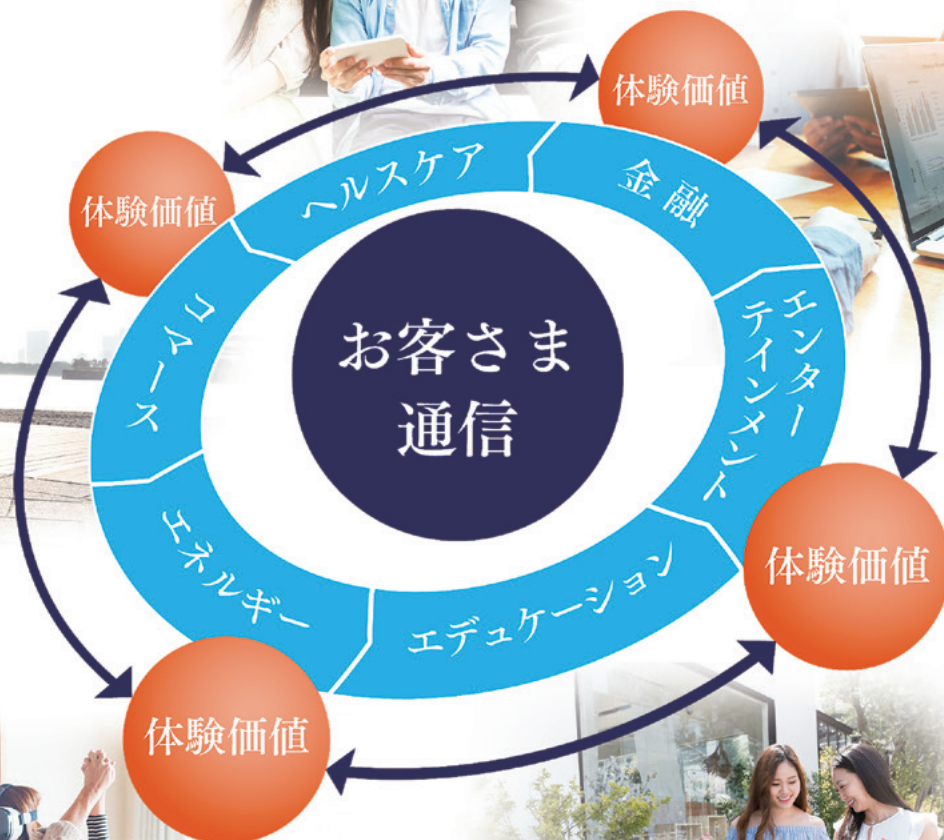 体験価値
体験価値
ヘルスケア
金融
エンター
テインメント
コマース
お客さま
通信
エネルギー
エデュケーション
体験価値
体験価値